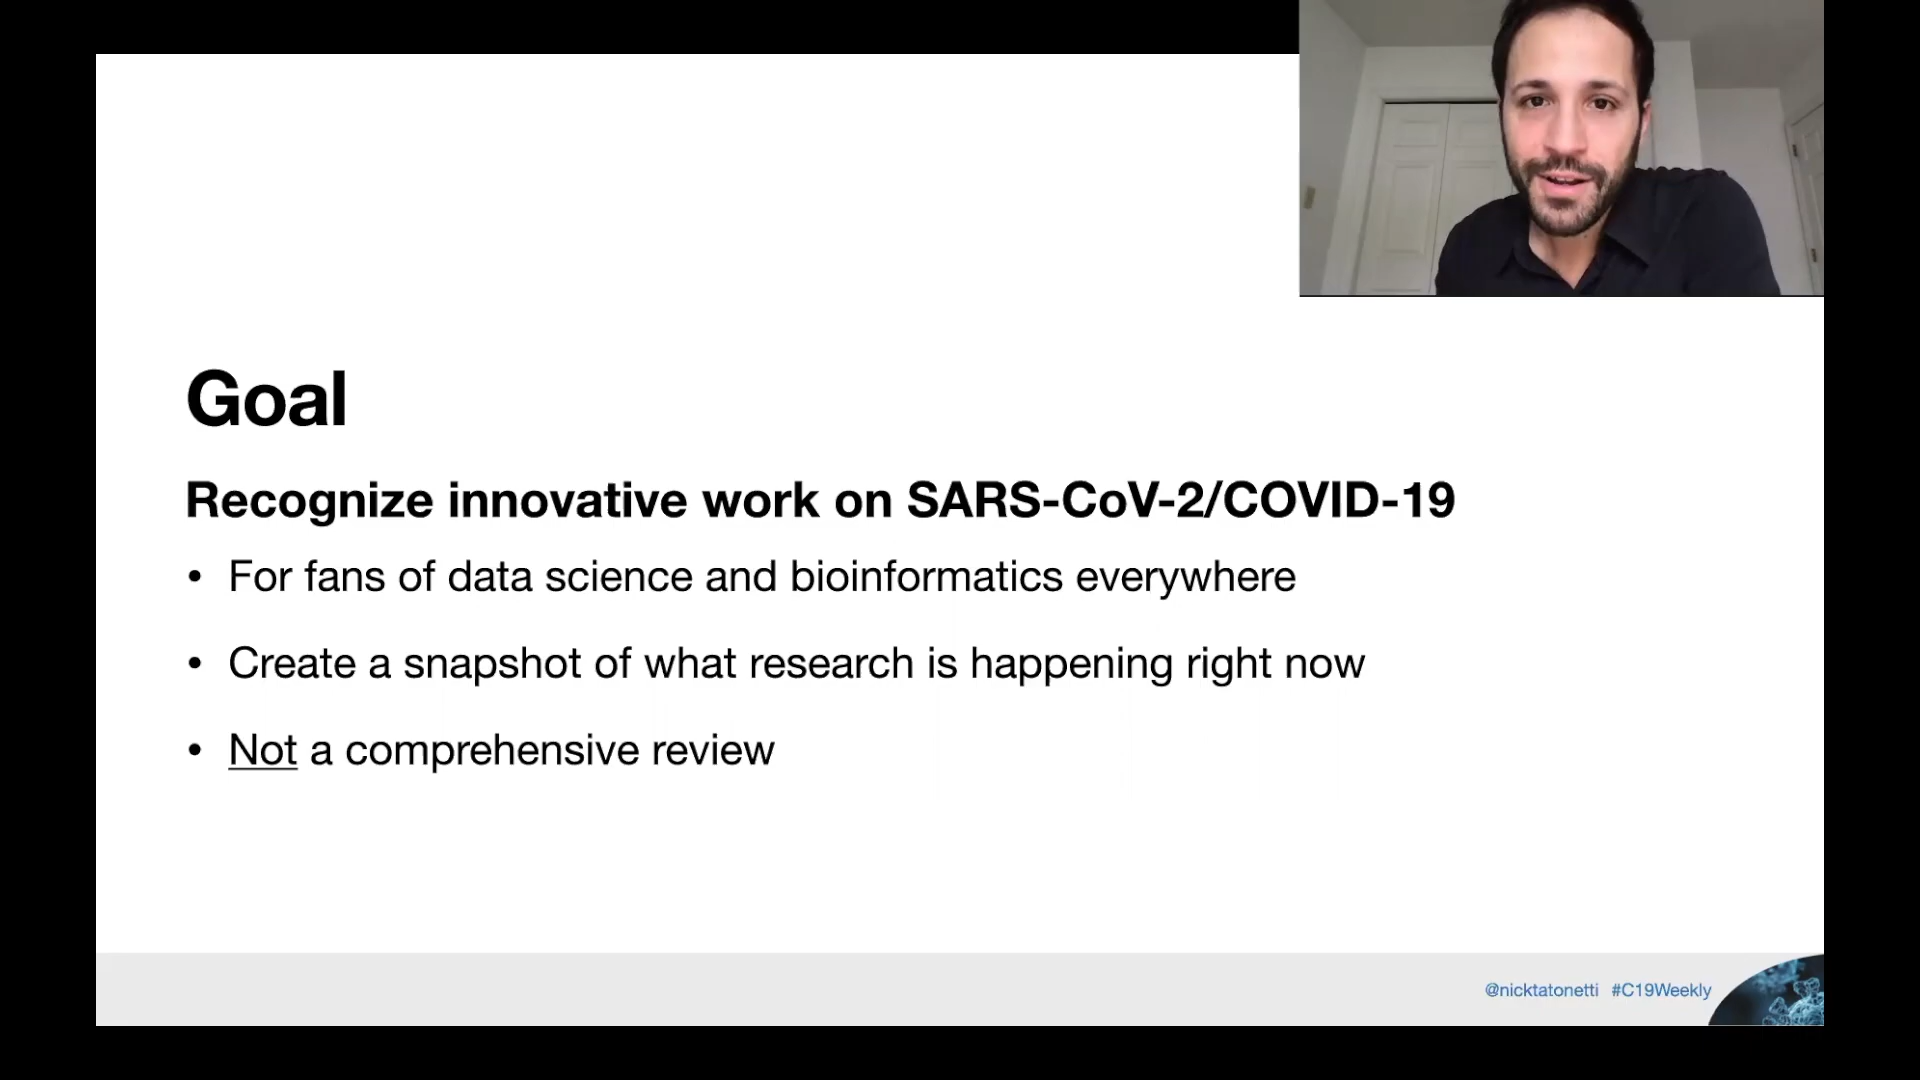 Goal
Recognize innovative work on SARS-CoV-2/COVID-19
• For fans of data science and bioinformatics everywhere
• Create a snapshot of what research is happening right now
• Not a comprehensive review
@nicktatonetti #C19Weekly